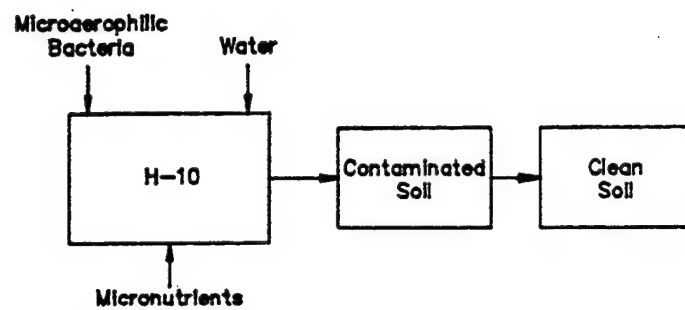 Microaerophilic
Bacteria
Water
H-10
Contaminated
Soil
Clean
Soil
Micronutrients